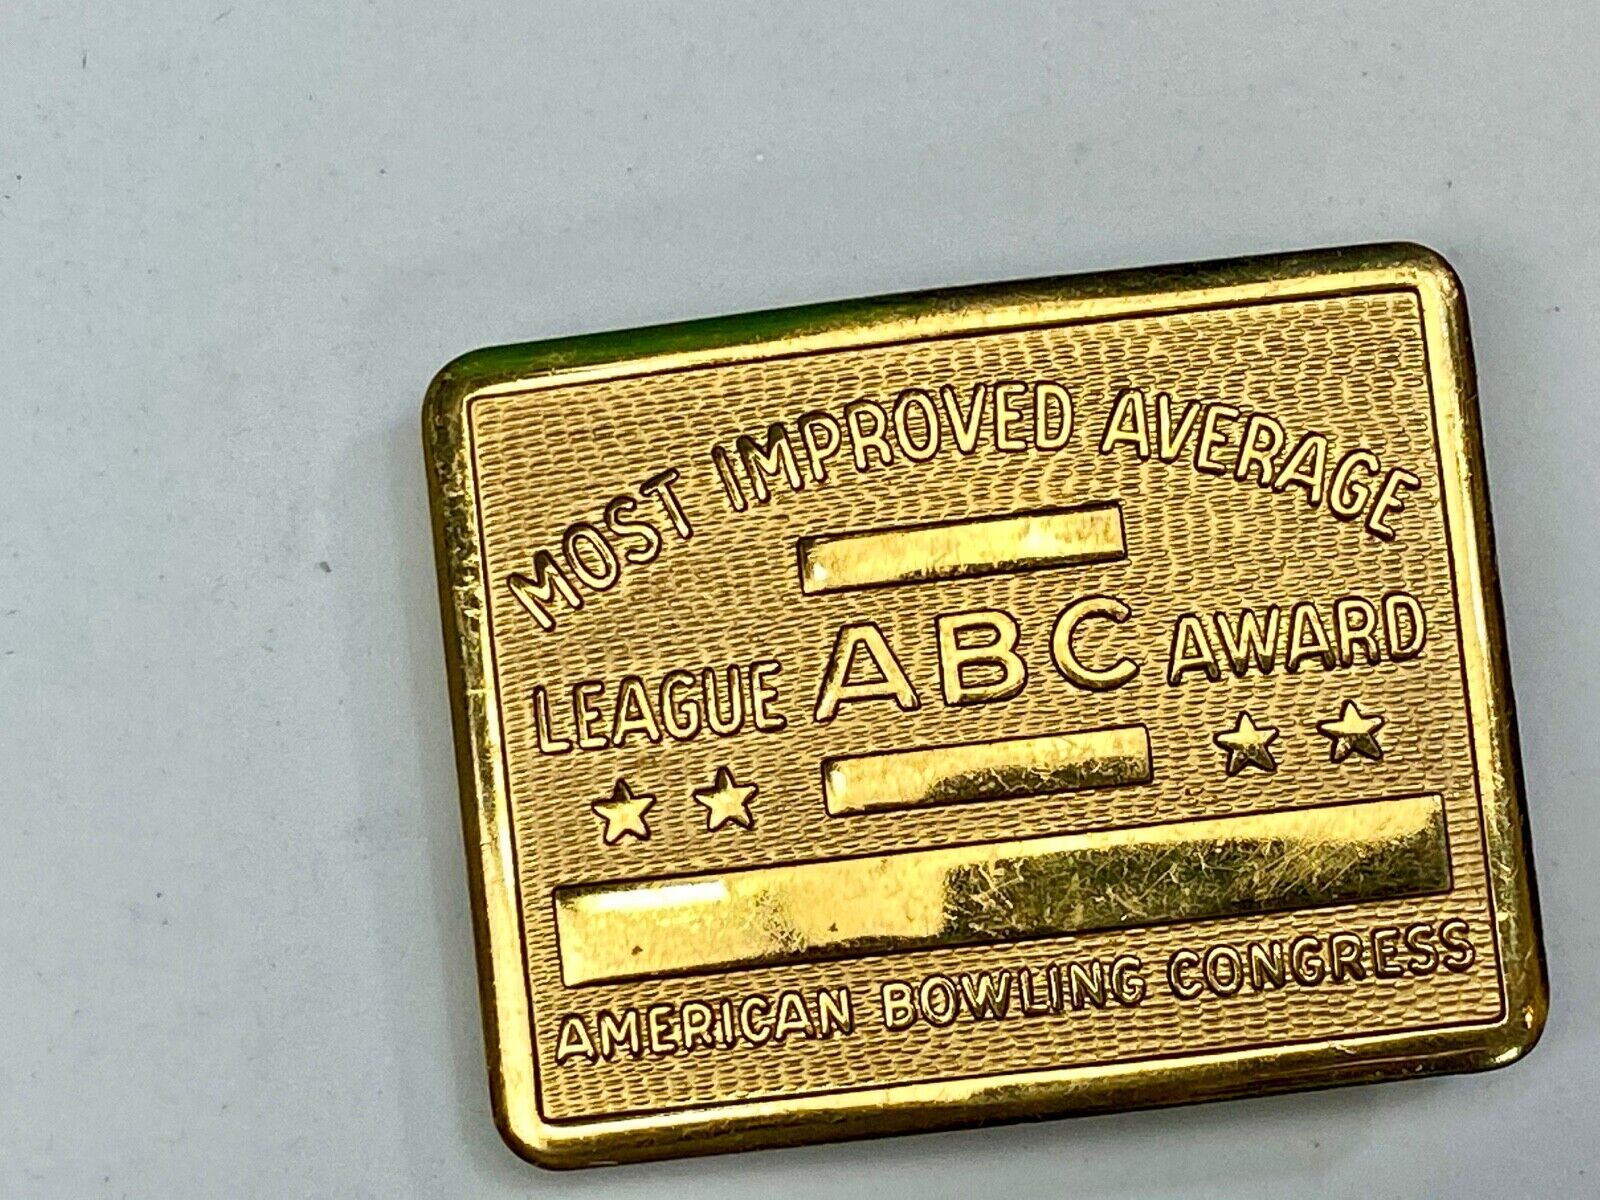 MOST IMPROVED AVERAGE
LEAGUE ABC AWARD
AMERICAN BOWLING CONGRESS